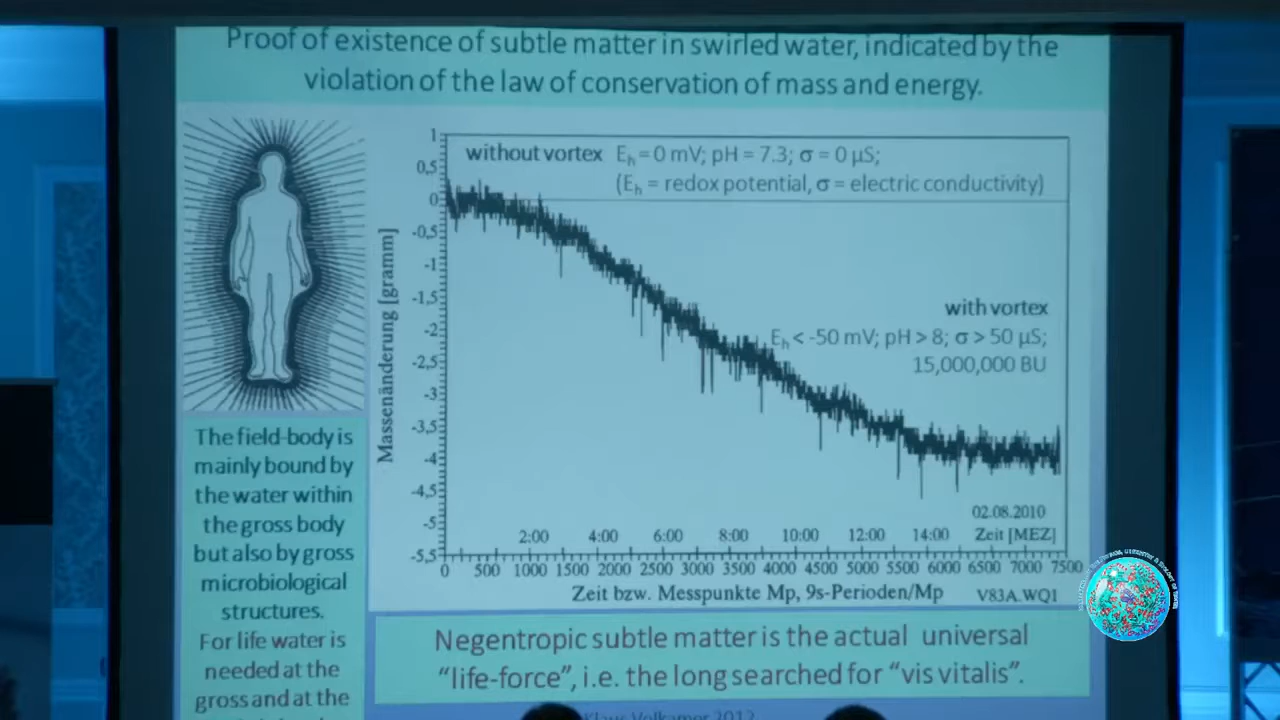 Proof of existence of subtle matter in swirled water, indicated by the
violation of the law of conservation of mass and energy.
without vortex Eh = 0 mV; pH = 7.3; σ = 0 µS;
(Eh = redox potential, σ = electric conductivity)
with vortex
Eh < -50 mV; pH > 8; σ > 50 µS;
15,000,000 BU
Massenänderung [gramm]
1
0,5
0
-0,5
-1
-1,5
-2
-2,5
-3
-3,5
-4
-4,5
-5
-5,5
02.08.2010
2:00 4:00 6:00 8:00 10:00 12:00 14:00 Zeit [MEZ]
0 500 1000 1500 2000 2500 3000 3500 4000 4500 5000 5500 6000 6500 7000 7500
Zeit bzw. Messpunkte Mp, 9s-Perioden/Mp V83A.WQ1
The field-body is
mainly bound by
the water within
the gross body
but also by gross
microbiological
structures.
For life water is
needed at the
gross and at the
Negentropic subtle matter is the actual universal
"life-force", i.e. the long searched for "vis vitalis".
Klaus Volkamer 2012